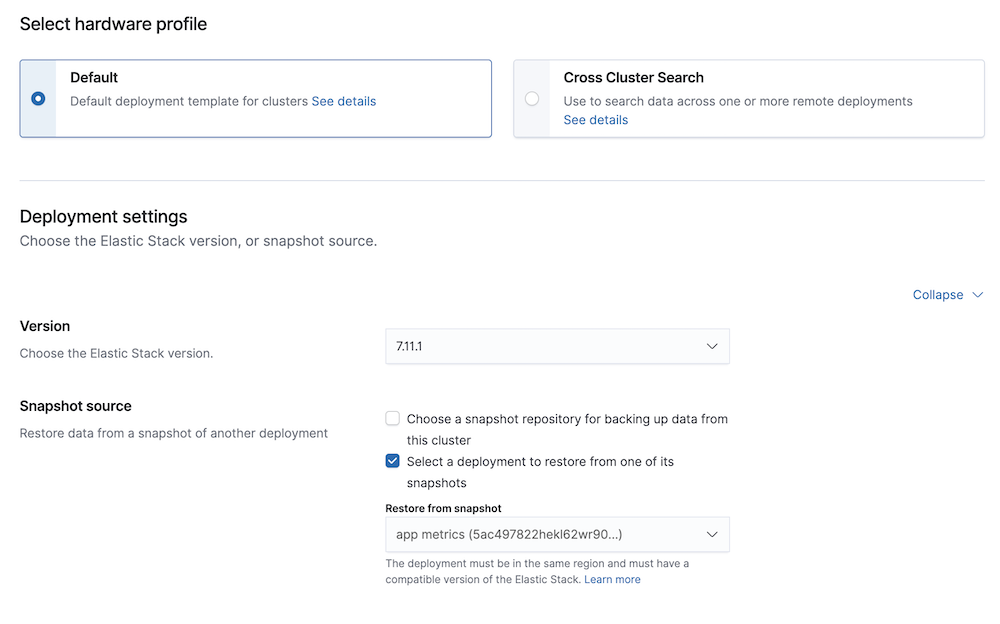 Select hardware profile
Default
Default deployment template for clusters See details
Cross Cluster Search
Use to search data across one or more remote deployments
See details
Deployment settings
Choose the Elastic Stack version, or snapshot source.
Collapse
Version
Choose the Elastic Stack version.
7.11.1
Snapshot source
Restore data from a snapshot of another deployment
Choose a snapshot repository for backing up data from
this cluster
Select a deployment to restore from one of its
snapshots
Restore from snapshot
app metrics (5ac497822hekl62wr90...)
The deployment must be in the same region and must have a
compatible version of the Elastic Stack. Learn more